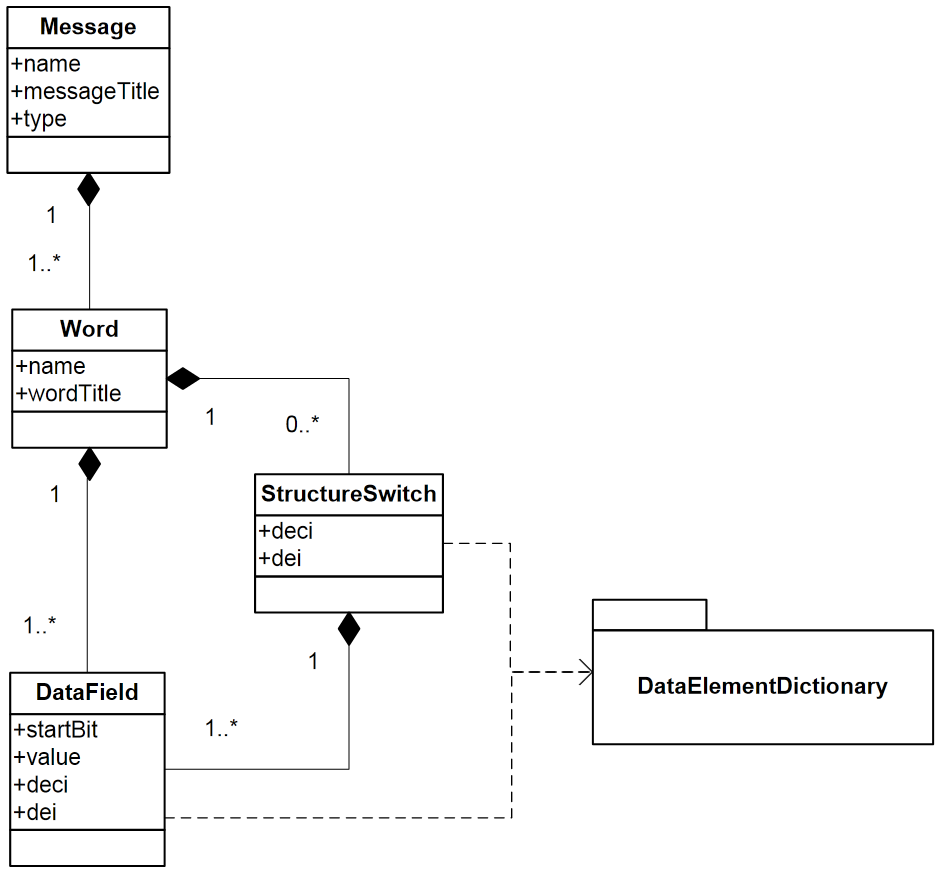 Message
+name
+messageTitle
+type
1
1..*
Word
+name
+wordTitle
1
0..*
1
StructureSwitch
+deci
+dei
1..*
1
1..*
DataField
+startBit
+value
+deci
+dei
DataElementDictionary